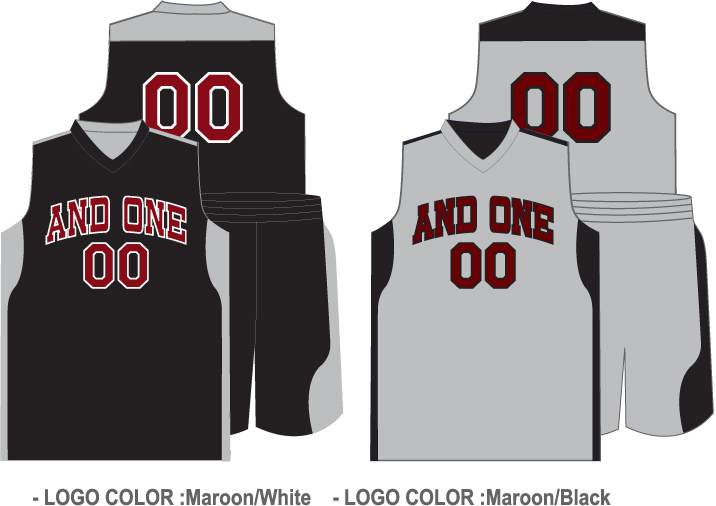 00
00
AND ONE
00
AND ONE
00
- LOGO COLOR :Maroon/White
- LOGO COLOR :Maroon/Black